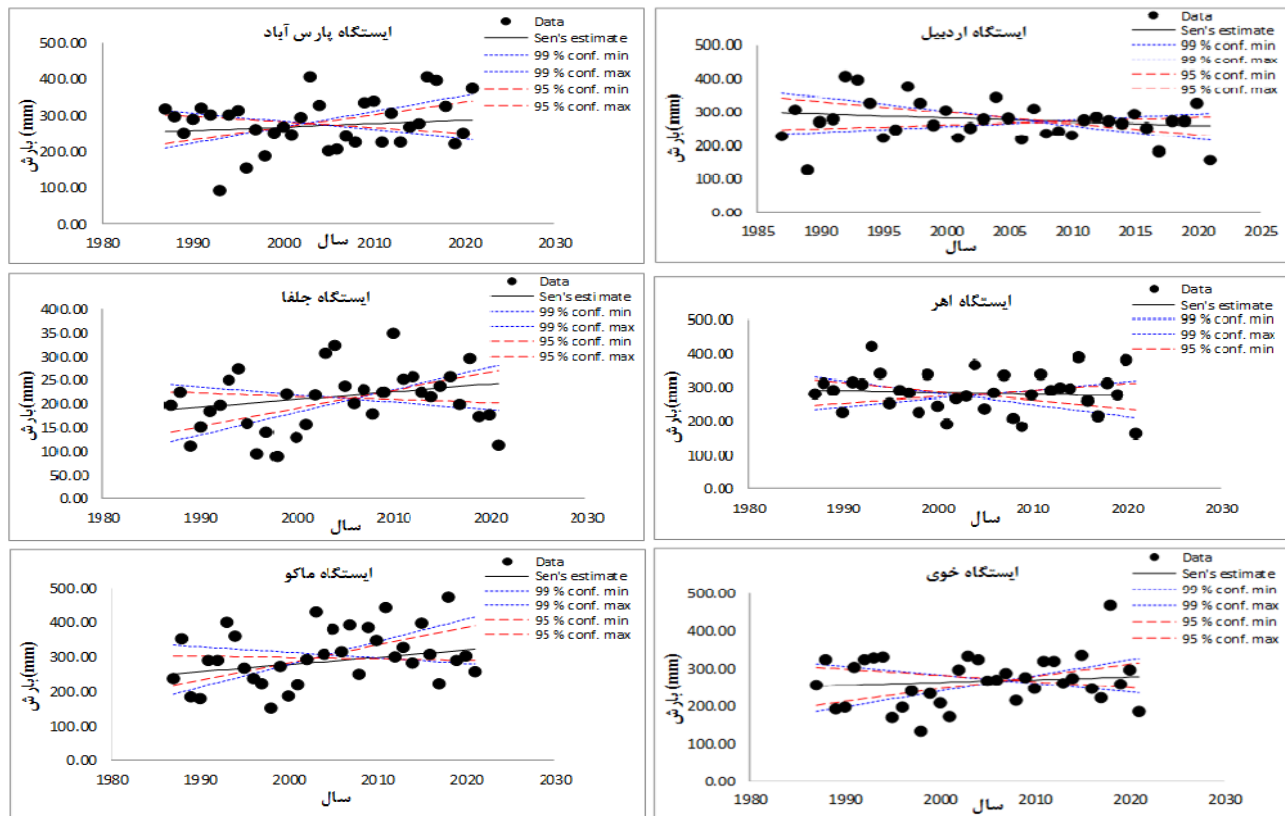 ایستگاه پارس آباد
Data
Sen's estimate
99 % conf. min
99 % conf. max
95 % conf. min
95 % conf. max
500.00
400.00
300.00
200.00
100.00
0.00
بارش(mm)
1980 1990 2000 2010 2020 2030
سال
ایستگاه اردبیل
Data
Sen's estimate
99 % conf. min
99 % conf. max
95 % conf. min
95 % conf. max
500.00
400.00
300.00
200.00
100.00
0.00
بارش(mm)
1985 1990 1995 2000 2005 2010 2015 2020 2025
سال
ایستگاه جلفا
Data
Sen's estimate
99 % conf. min
99 % conf. max
95 % conf. min
95 % conf. max
400.00
350.00
300.00
250.00
200.00
150.00
100.00
50.00
0.00
بارش(mm)
1980 1990 2000 2010 2020 2030
سال
ایستگاه اهر
Data
Sen's estimate
99 % conf. min
99 % conf. max
95 % conf. min
95 % conf. max
500.00
400.00
300.00
200.00
100.00
0.00
بارش(mm)
1980 1990 2000 2010 2020 2030
سال
ایستگاه ماکو
Data
Sen's estimate
99 % conf. min
99 % conf. max
95 % conf. min
95 % conf. max
500.00
400.00
300.00
200.00
100.00
0.00
بارش(mm)
1980 1990 2000 2010 2020 2030
سال
ایستگاه خوی
Data
Sen's estimate
99 % conf. min
99 % conf. max
95 % conf. min
95 % conf. max
500.00
400.00
300.00
200.00
100.00
0.00
بارش(mm)
1980 1990 2000 2010 2020 2030
سال